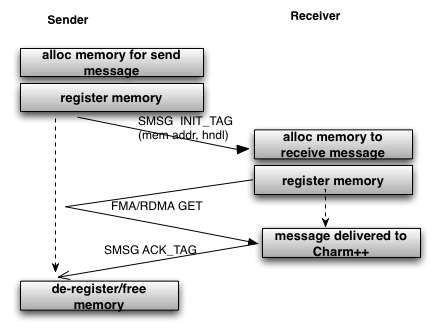 Sender
Receiver
alloc memory for send
message
register memory
SMSG INIT_TAG
(mem addr, hndl)
alloc memory to
receive message
register memory
FMA/RDMA GET
message delivered to
Charm++
SMSG ACK_TAG
de-register/free
memory